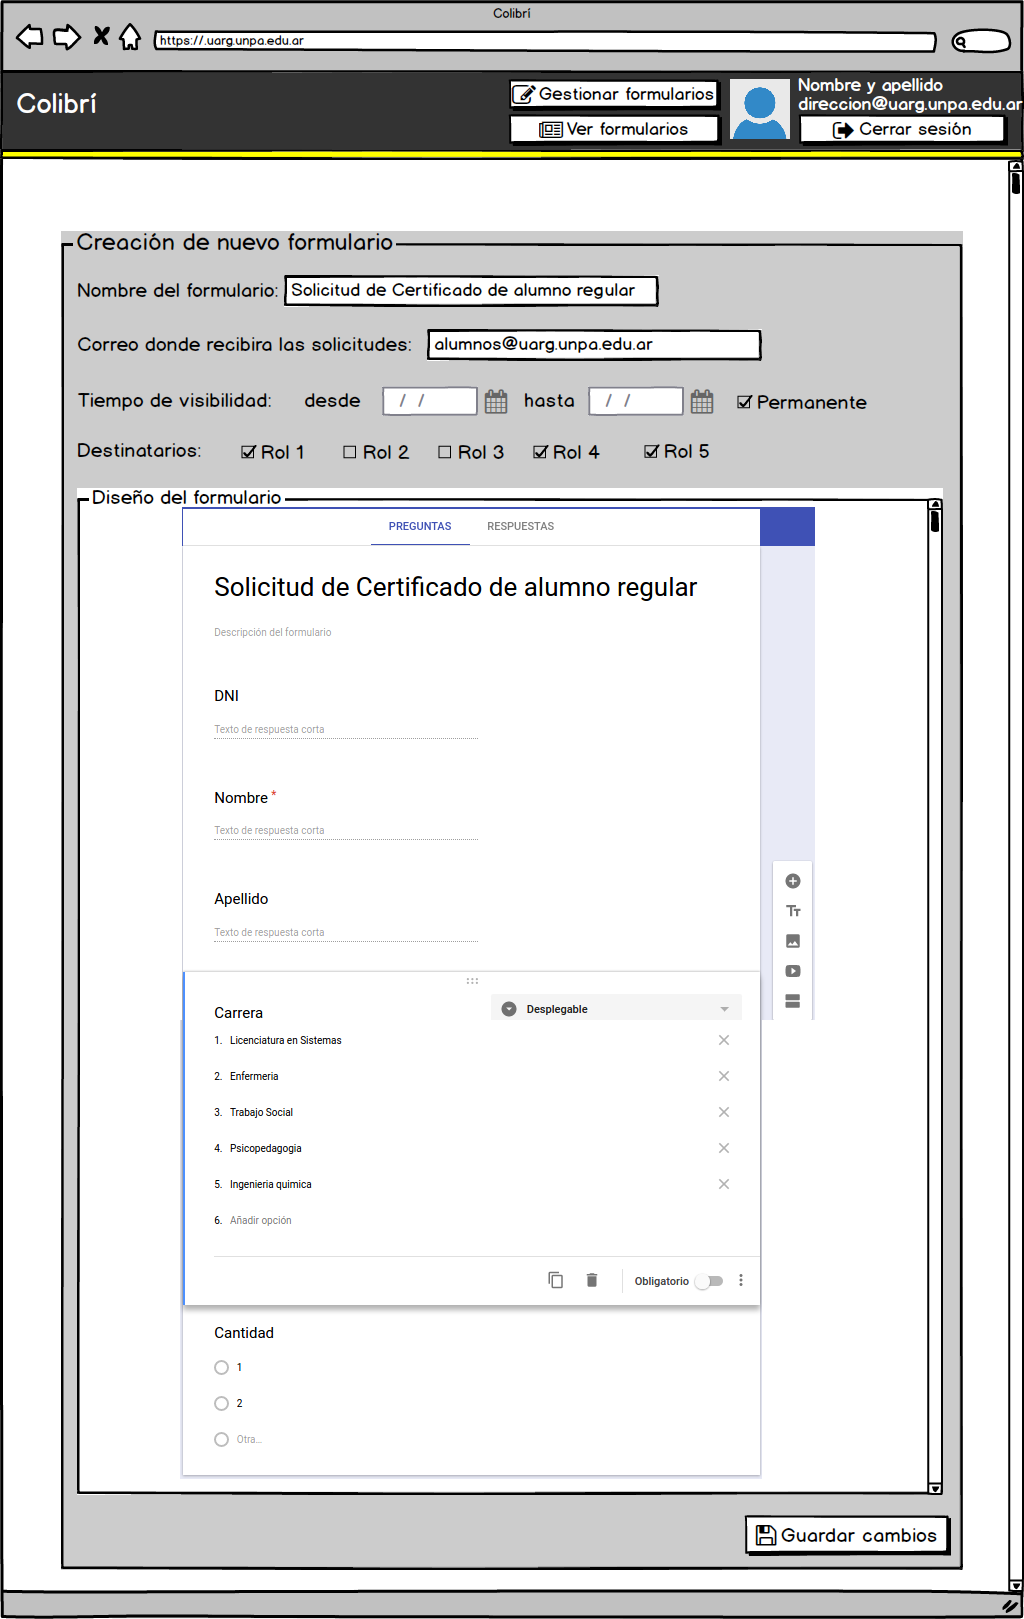 Colibrí
https://.uarg.unpa.edu.ar
Colibrí
Gestionar formularios
Ver formularios
Nombre y apellido
direccion@uarg.unpa.edu.ar
Cerrar sesión
Creación de nuevo formulario
Nombre del formulario: Solicitud de Certificado de alumno regular
Correo donde recibira las solicitudes: alumnos@uarg.unpa.edu.ar
Tiempo de visibilidad: desde / / hasta / / Permanente
Destinatarios: Rol 1 Rol 2 Rol 3 Rol 4 Rol 5
Diseño del formulario
PREGUNTAS RESPUESTAS
Solicitud de Certificado de alumno regular
Descripción del formulario
DNI
Texto de respuesta corta
Nombre *
Texto de respuesta corta
Apellido
Texto de respuesta corta
Carrera Desplegable
1. Licenciatura en Sistemas
2. Enfermeria
3. Trabajo Social
4. Psicopedagogia
5. Ingenieria quimica
6. Añadir opción
Obligatorio
Cantidad
1
2
Otra...
Guardar cambios